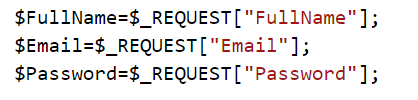 $FullName=$_REQUEST["FullName"];
$Email=$_REQUEST["Email"];
$Password=$_REQUEST["Password"];